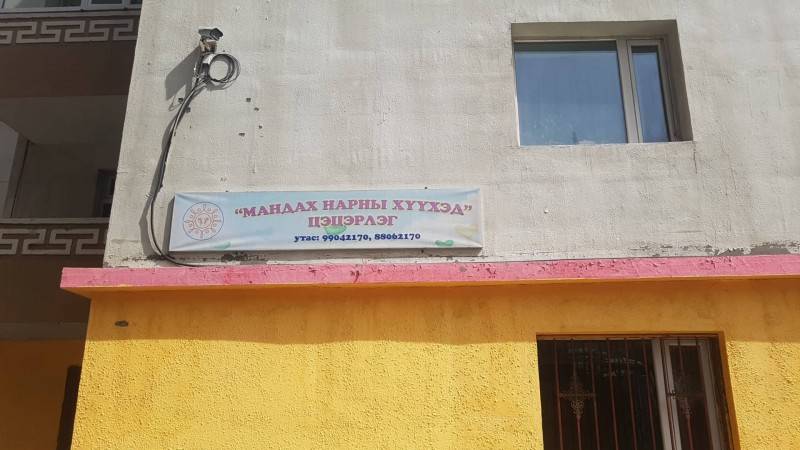 “МАНДАХ НАРНЫ ХҮҮХЭД”
ЦЭЦЭРЛЭГ
утас: 99042170, 88062170